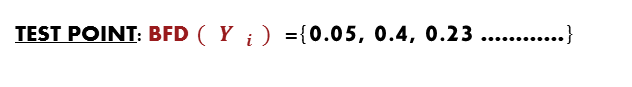 TEST POINT: BFD ( Y i ) ={0.05, 0.4, 0.23 ............}